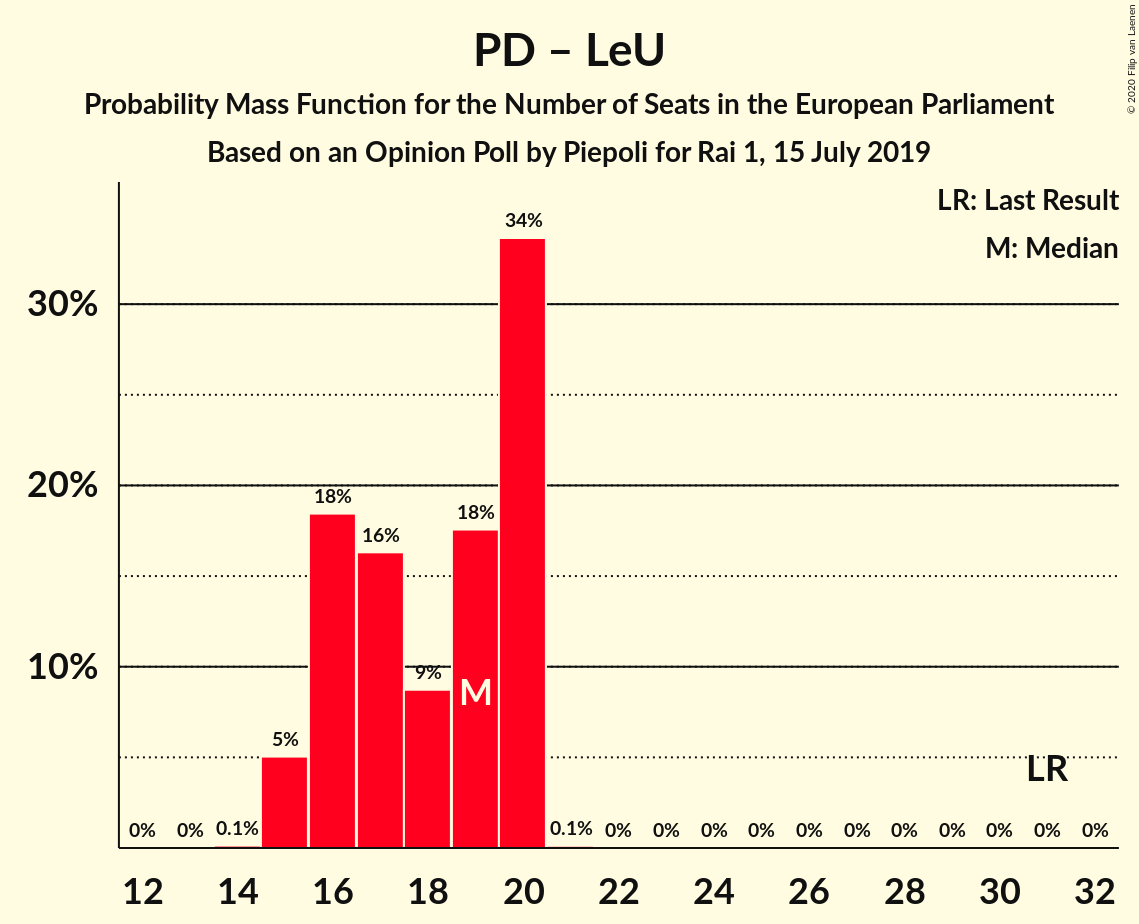 PD – LeU
Probability Mass Function for the Number of Seats in the European Parliament
Based on an Opinion Poll by Piepoli for Rai 1, 15 July 2019
© 2020 Filip van Laenen
LR: Last Result
M: Median
34%
30%
20%
18%
18%
16%
10%
9%
M
5%
LR
0% 0% 0.1% 0.1% 0% 0% 0% 0% 0% 0% 0% 0% 0% 0% 0%
12 14 16 18 20 22 24 26 28 30 32